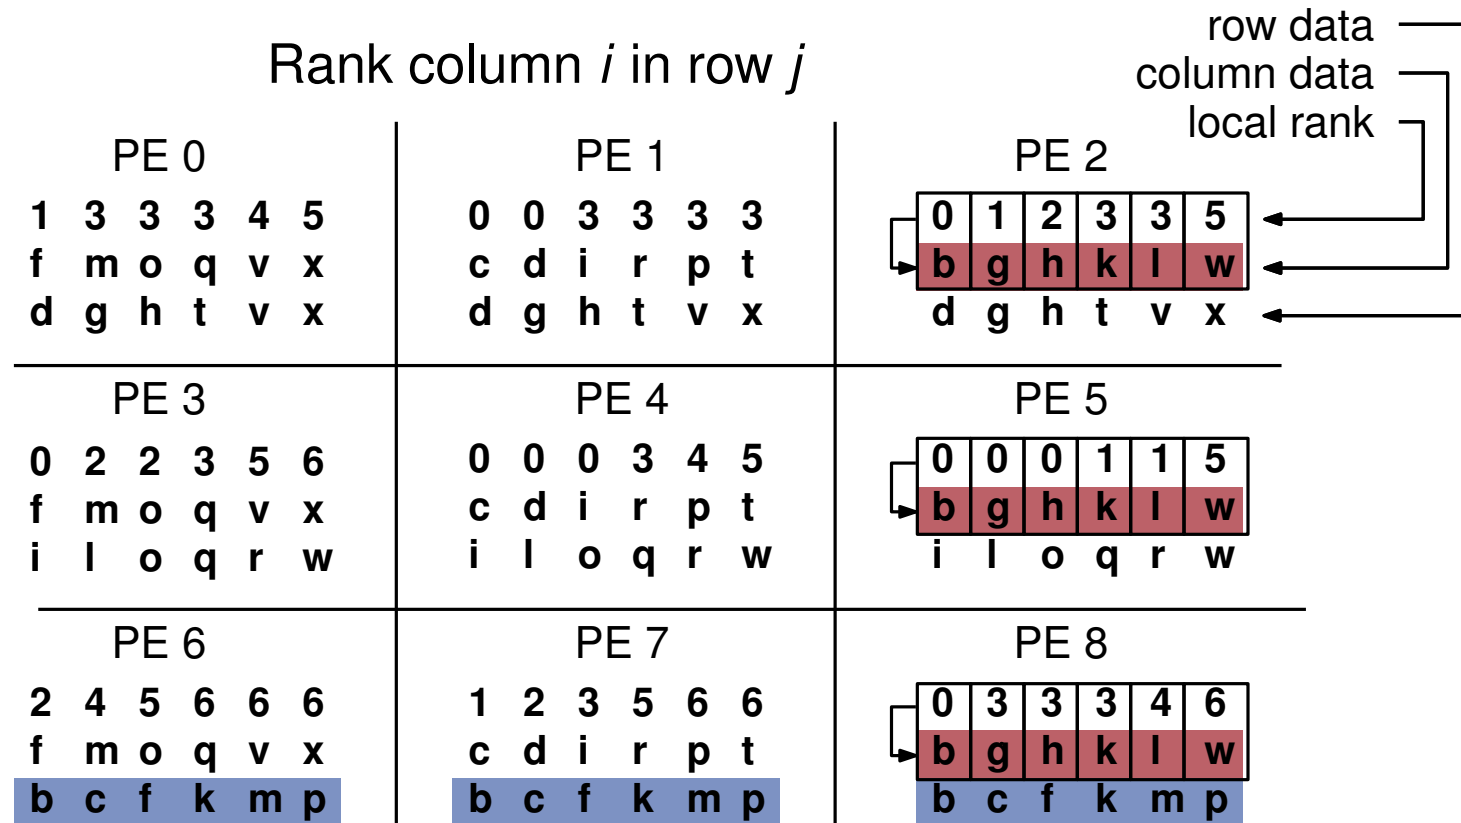 row data
Rank column i in row j
column data
local rank
PE 0 PE 1 PE 2
1 3 3 3 4 5 0 0 3 3 3 3 0 1 2 3 3 5
f m o q v x c d i r p t b g h k l w
d g h t v x d g h t v x d g h t v x
PE 3 PE 4 PE 5
0 2 2 3 5 6 0 0 0 3 4 5 0 0 0 1 1 5
f m o q v x c d i r p t b g h k l w
i l o q r w i l o q r w i l o q r w
PE 6 PE 7 PE 8
2 4 5 6 6 6 1 2 3 5 6 6 0 3 3 3 4 6
f m o q v x c d i r p t b g h k l w
b c f k m p b c f k m p b c f k m p